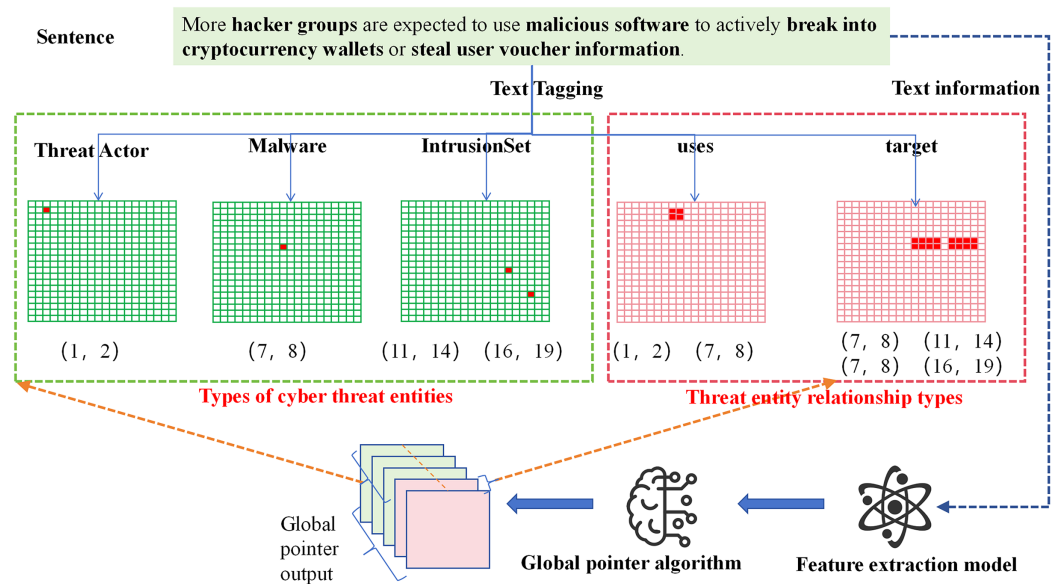 Sentence
More hacker groups are expected to use malicious software to actively break into
cryptocurrency wallets or steal user voucher information.
Text Tagging
Text information
Threat Actor
Malware
IntrusionSet
uses
target
(1, 2)
(7, 8)
(11, 14) (16, 19)
(1, 2) (7, 8)
(7, 8) (11, 14)
(7, 8) (16, 19)
Types of cyber threat entities
Threat entity relationship types
Global
pointer
output
Global pointer algorithm
Feature extraction model